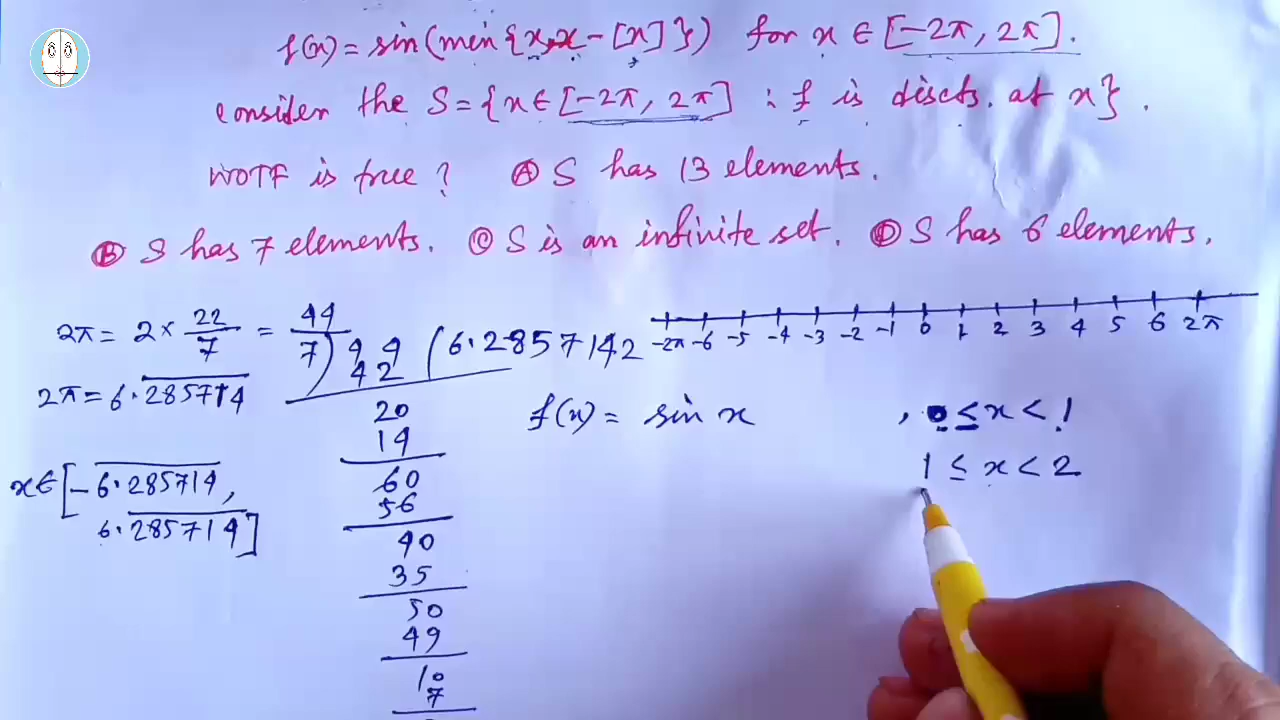 f(x) = sin(min{x, x - [x]}) for x ∈ [-2π, 2π].
consider the S = {x ∈ [-2π, 2π] : f is discts. at x}.
WOTF is true? Ⓐ S has 13 elements.
Ⓑ S has 7 elements. Ⓒ S is an infinite set. Ⓓ S has 6 elements.
2π = 2 × 22/7 = 44/7
7) 44 (6.2857142
42
20
14
60
56
40
35
50
49
10
7
2π = 6.285714
x ∈ [-6.285714,
6.285714]
-2π -6 -5 -4 -3 -2 -1 0 1 2 3 4 5 6 2π
f(x) = sin x , 0 ≤ x < 1
1 ≤ x < 2